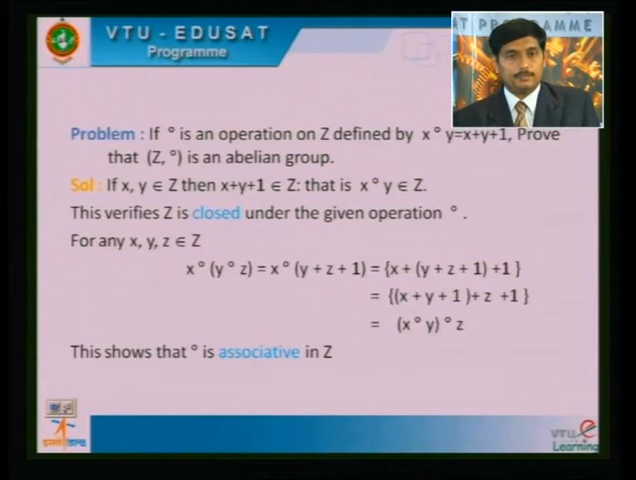 VTU - EDUSAT
Programme
AT PROGRAMME
Problem : If ° is an operation on Z defined by x ° y=x+y+1, Prove
that (Z, °) is an abelian group.
Sol : If x, y ∈ Z then x+y+1 ∈ Z: that is x ° y ∈ Z.
This verifies Z is closed under the given operation ° .
For any x, y, z ∈ Z
x ° (y ° z) = x ° (y + z + 1) = {x + (y + z + 1) +1 }
= {(x + y + 1 )+ z +1 }
= (x ° y) ° z
This shows that ° is associative in Z
VTU e
Learning